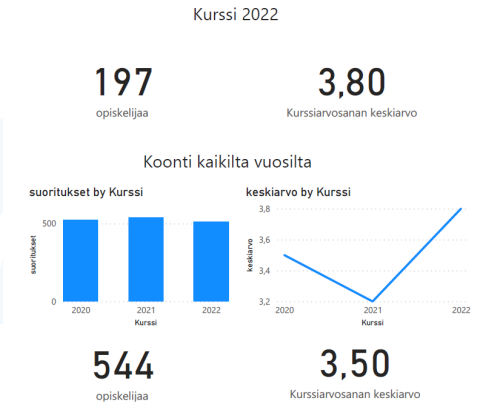 Kurssi 2022
197
opiskelijaa
3,80
Kurssiarvosanan keskiarvo
Koonti kaikilta vuosilta
suoritukset by Kurssi
suoritukset
500
0
2020
2021
2022
Kurssi
keskiarvo by Kurssi
keskiarvo
3,8
3,6
3,4
3,2
2020
2021
2022
Kurssi
544
opiskelijaa
3,50
Kurssiarvosanan keskiarvo